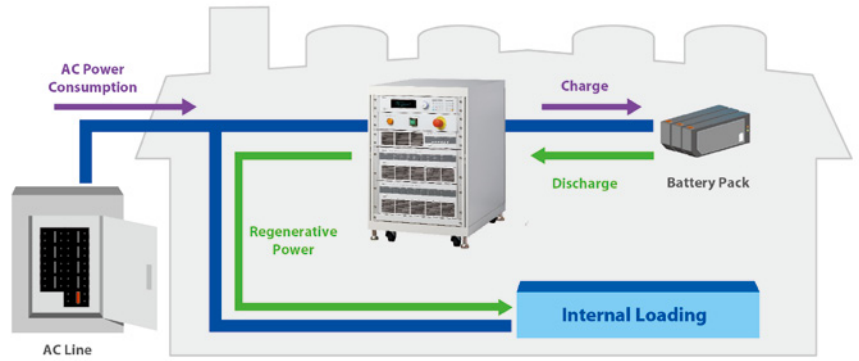 AC Power
Consumption
Charge
Discharge
Battery Pack
Regenerative
Power
Internal Loading
AC Line